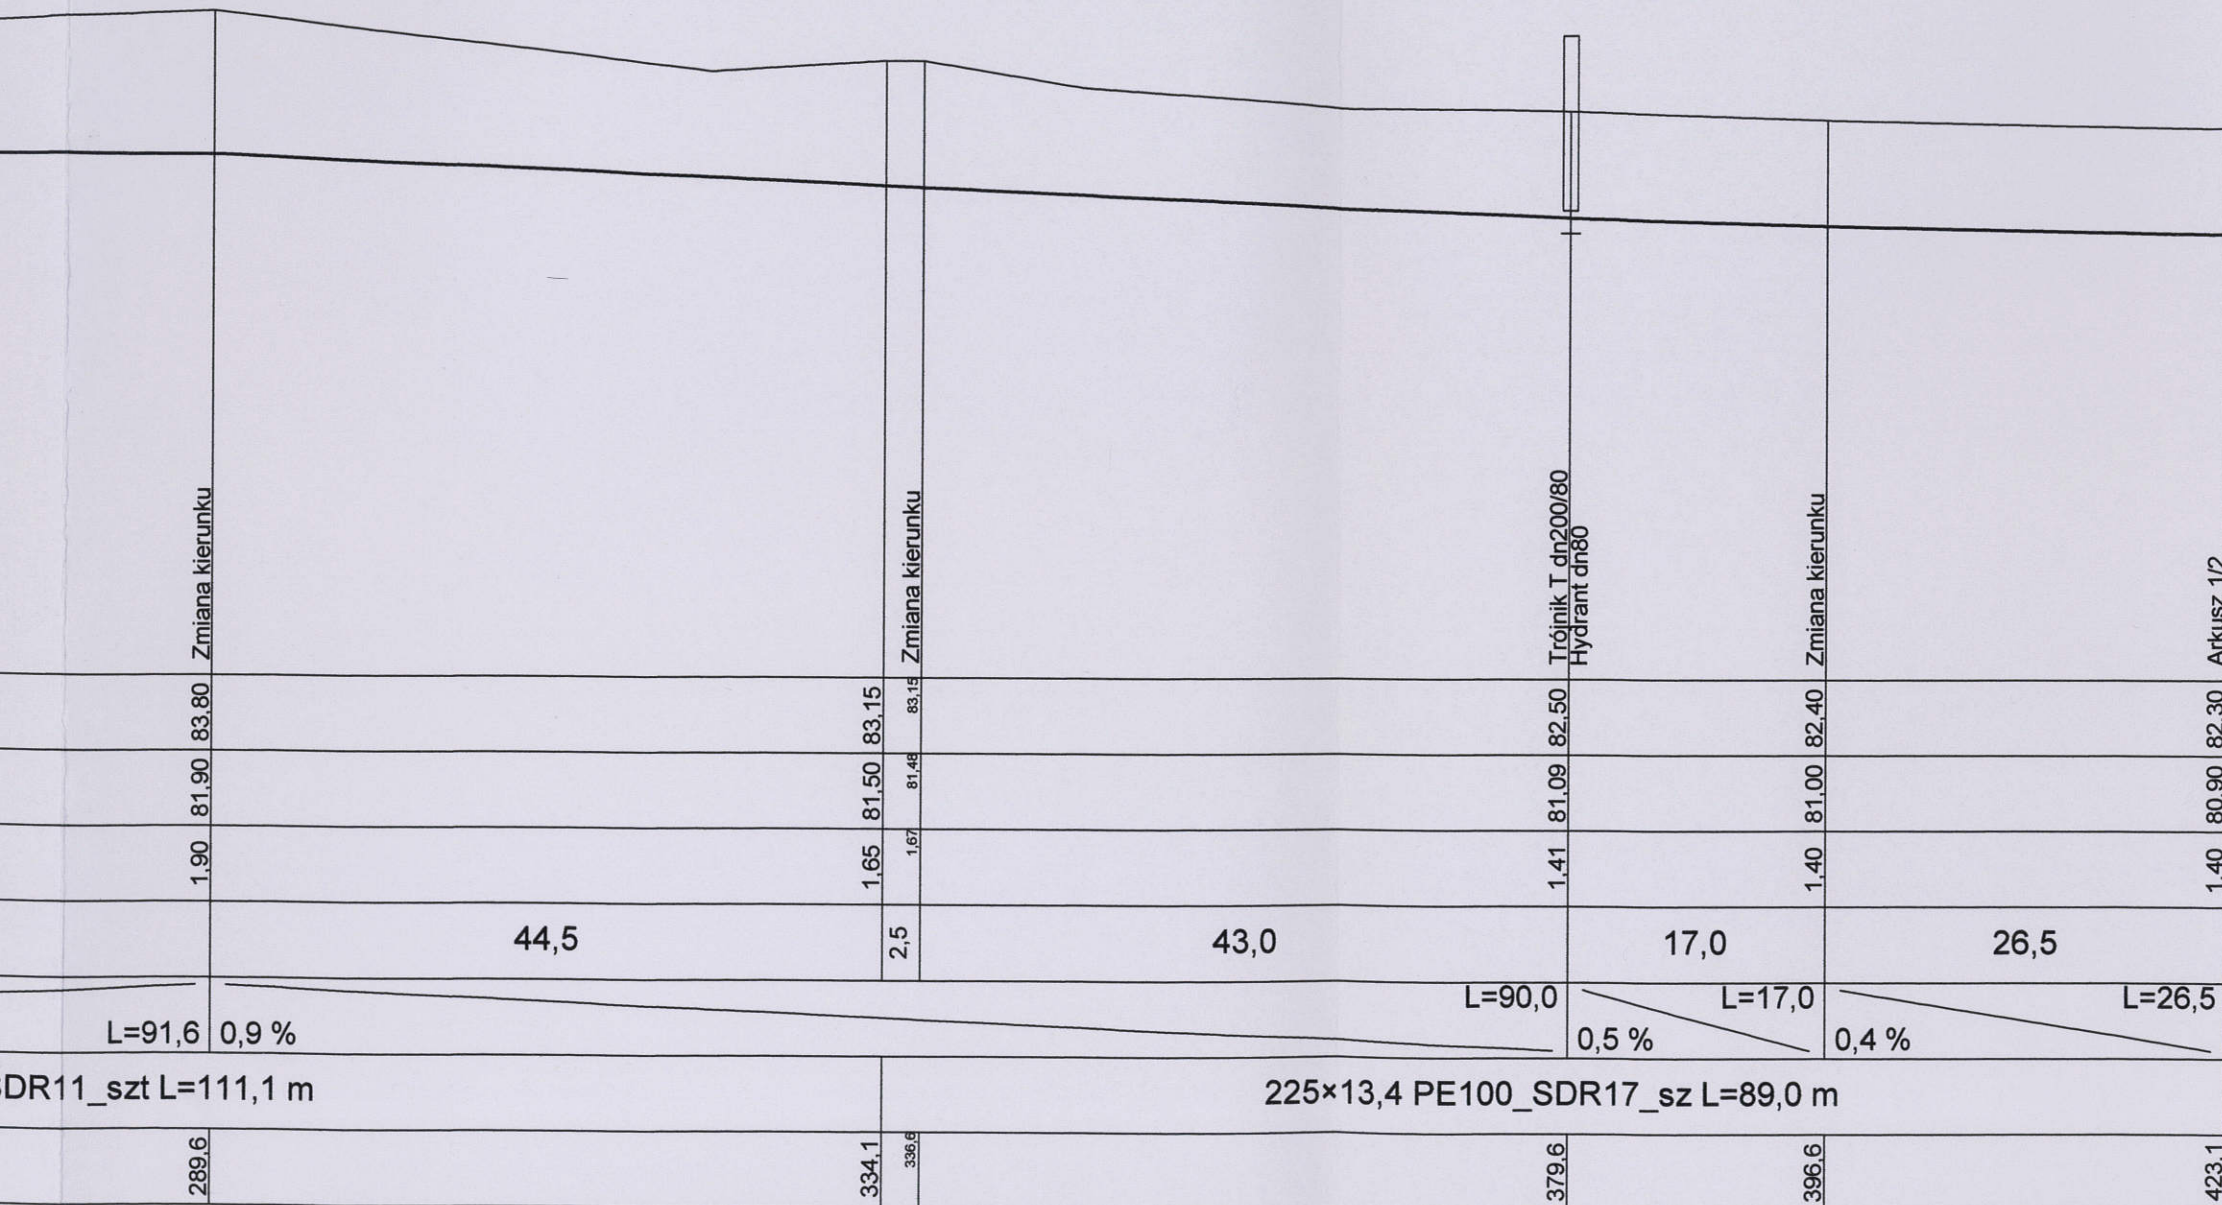 Zmiana kierunku
Zmiana kierunku
Trójnik T dn200/80
Hydrant dn80
Zmiana kierunku
Arkusz 1/2
83,80 83,15 83,15 82,50 82,40 82,30
81,90 81,50 81,48 81,09 81,00 80,90
1,90 1,65 1,67 1,41 1,40 1,40
44,5 2,5 43,0 17,0 26,5
L=90,0 L=17,0 L=26,5
L=91,6 0,9 % 0,5 % 0,4 %
SDR11_szt L=111,1 m 225×13,4 PE100_SDR17_sz L=89,0 m
289,6 334,1 336,6 379,6 396,6 423,1